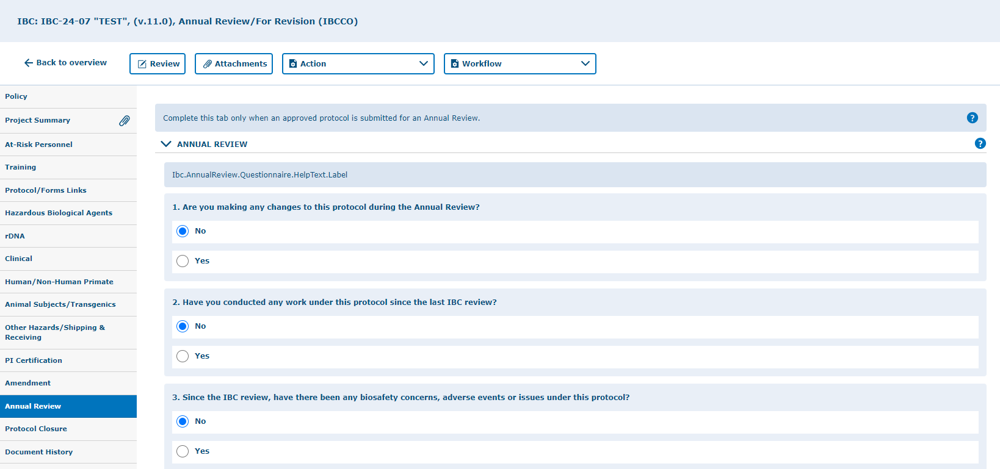 IBC: IBC-24-07 "TEST", (v.11.0), Annual Review/For Revision (IBCCO)
Back to overview
Review
Attachments
Action
Workflow
Policy
Project Summary
At-Risk Personnel
Training
Protocol/Forms Links
Hazardous Biological Agents
rDNA
Clinical
Human/Non-Human Primate
Animal Subjects/Transgenics
Other Hazards/Shipping &
Receiving
PI Certification
Amendment
Annual Review
Protocol Closure
Document History
Complete this tab only when an approved protocol is submitted for an Annual Review.
?
ANNUAL REVIEW
?
Ibc.AnnualReview.Questionnaire.HelpText.Label
1. Are you making any changes to this protocol during the Annual Review?
No
Yes
2. Have you conducted any work under this protocol since the last IBC review?
No
Yes
3. Since the IBC review, have there been any biosafety concerns, adverse events or issues under this protocol?
No
Yes